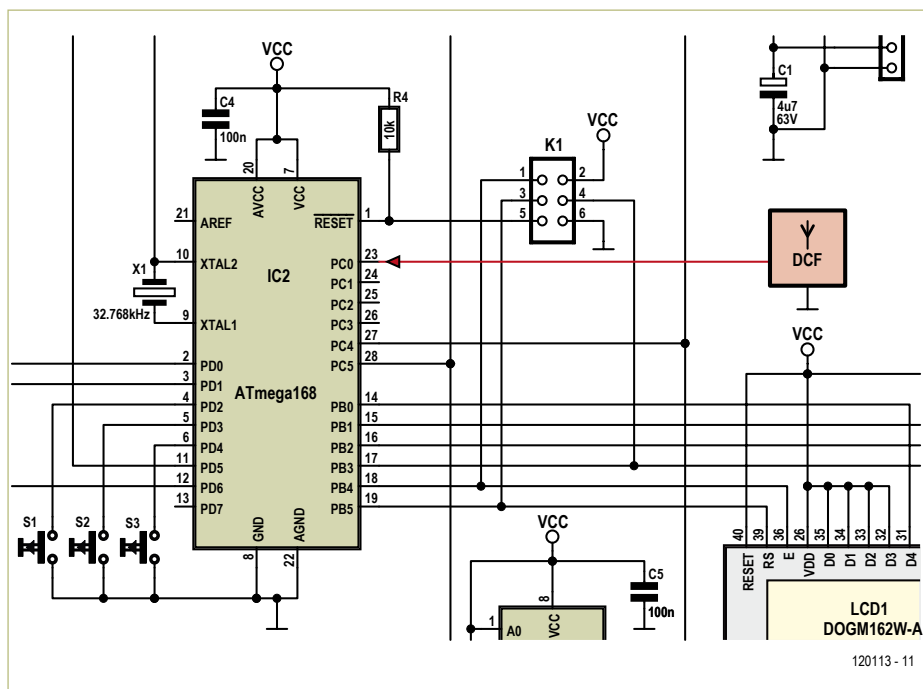 VCC
C4
100n
R4
10k
20
AVCC
7
VCC
21
AREF
RESET
1
10
XTAL2
X1
32.768kHz
9
XTAL1
IC2
ATmega168
PC0
23
PC1
24
PC2
25
PC3
26
PC4
27
PC5
28
2
PD0
3
PD1
4
PD2
5
PD3
6
PD4
11
PD5
12
PD6
13
PD7
PB0
14
PB1
15
PB2
16
PB3
17
PB4
18
PB5
19
GND
8
AGND
22
S1
S2
S3
K1
1
2
3
4
5
6
VCC
C1
4u7
63V
DCF
VCC
VCC
8
VCC
1
A0
C5
100n
40
RESET
39
RS
36
E
26
VDD
35
D0
34
D1
33
D2
32
D3
31
D4
LCD1
DOGM162W-A
120113 - 11